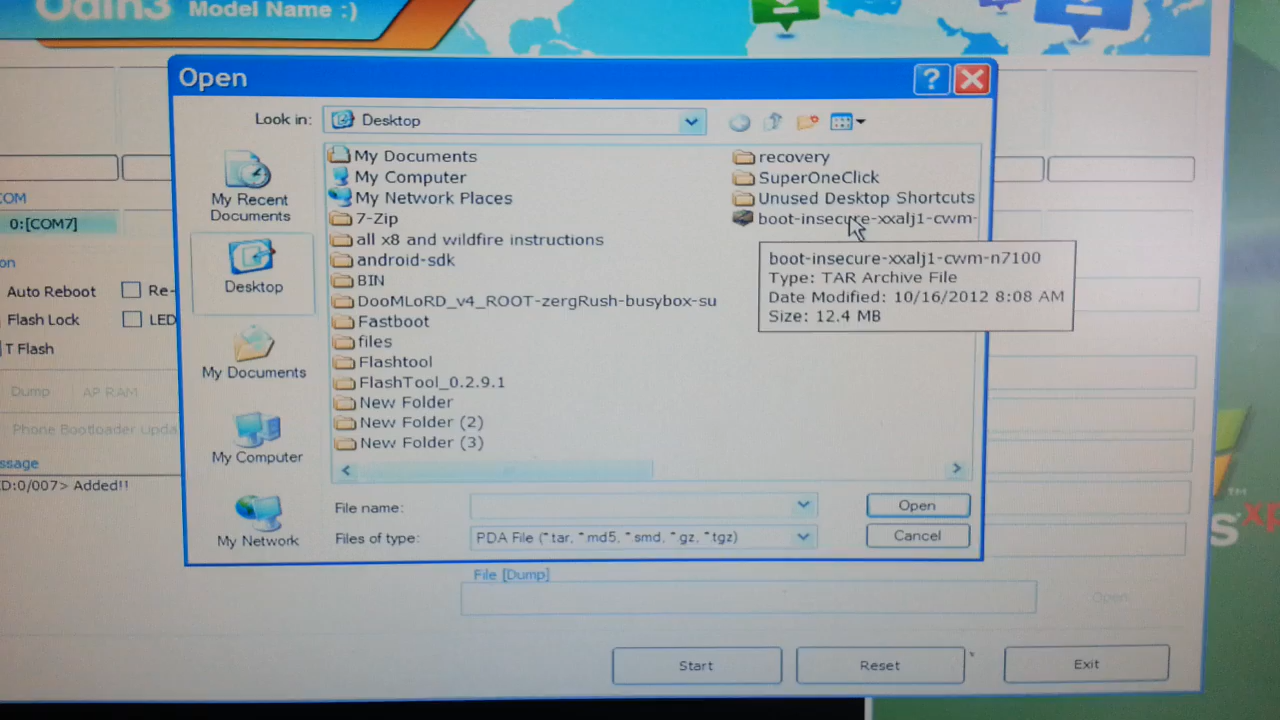 Odin3 Model Name :)
Open
Look in: Desktop
My Recent
Documents
Desktop
My Documents
My Computer
My Network
My Documents
My Computer
My Network Places
7-Zip
all x8 and wildfire instructions
android-sdk
BIN
DooMLoRD_v4_ROOT-zergRush-busybox-su
Fastboot
files
Flashtool
FlashTool_0.2.9.1
New Folder
New Folder (2)
New Folder (3)
recovery
SuperOneClick
Unused Desktop Shortcuts
boot-insecure-xxalj1-cwm-
boot-insecure-xxalj1-cwm-n7100
Type: TAR Archive File
Date Modified: 10/16/2012 8:08 AM
Size: 12.4 MB
File name:
Open
Files of type: PDA File (*.tar, *.md5, *.smd, *.gz, *.tgz)
Cancel
COM
0:[COM7]
on
Auto Reboot Re-
Flash Lock LED
T Flash
Dump AP RAM
Phone Bootloader Upda
ssage
D:0/007> Added!!
File [Dump]
Open
Start Reset Exit
s xp
TM